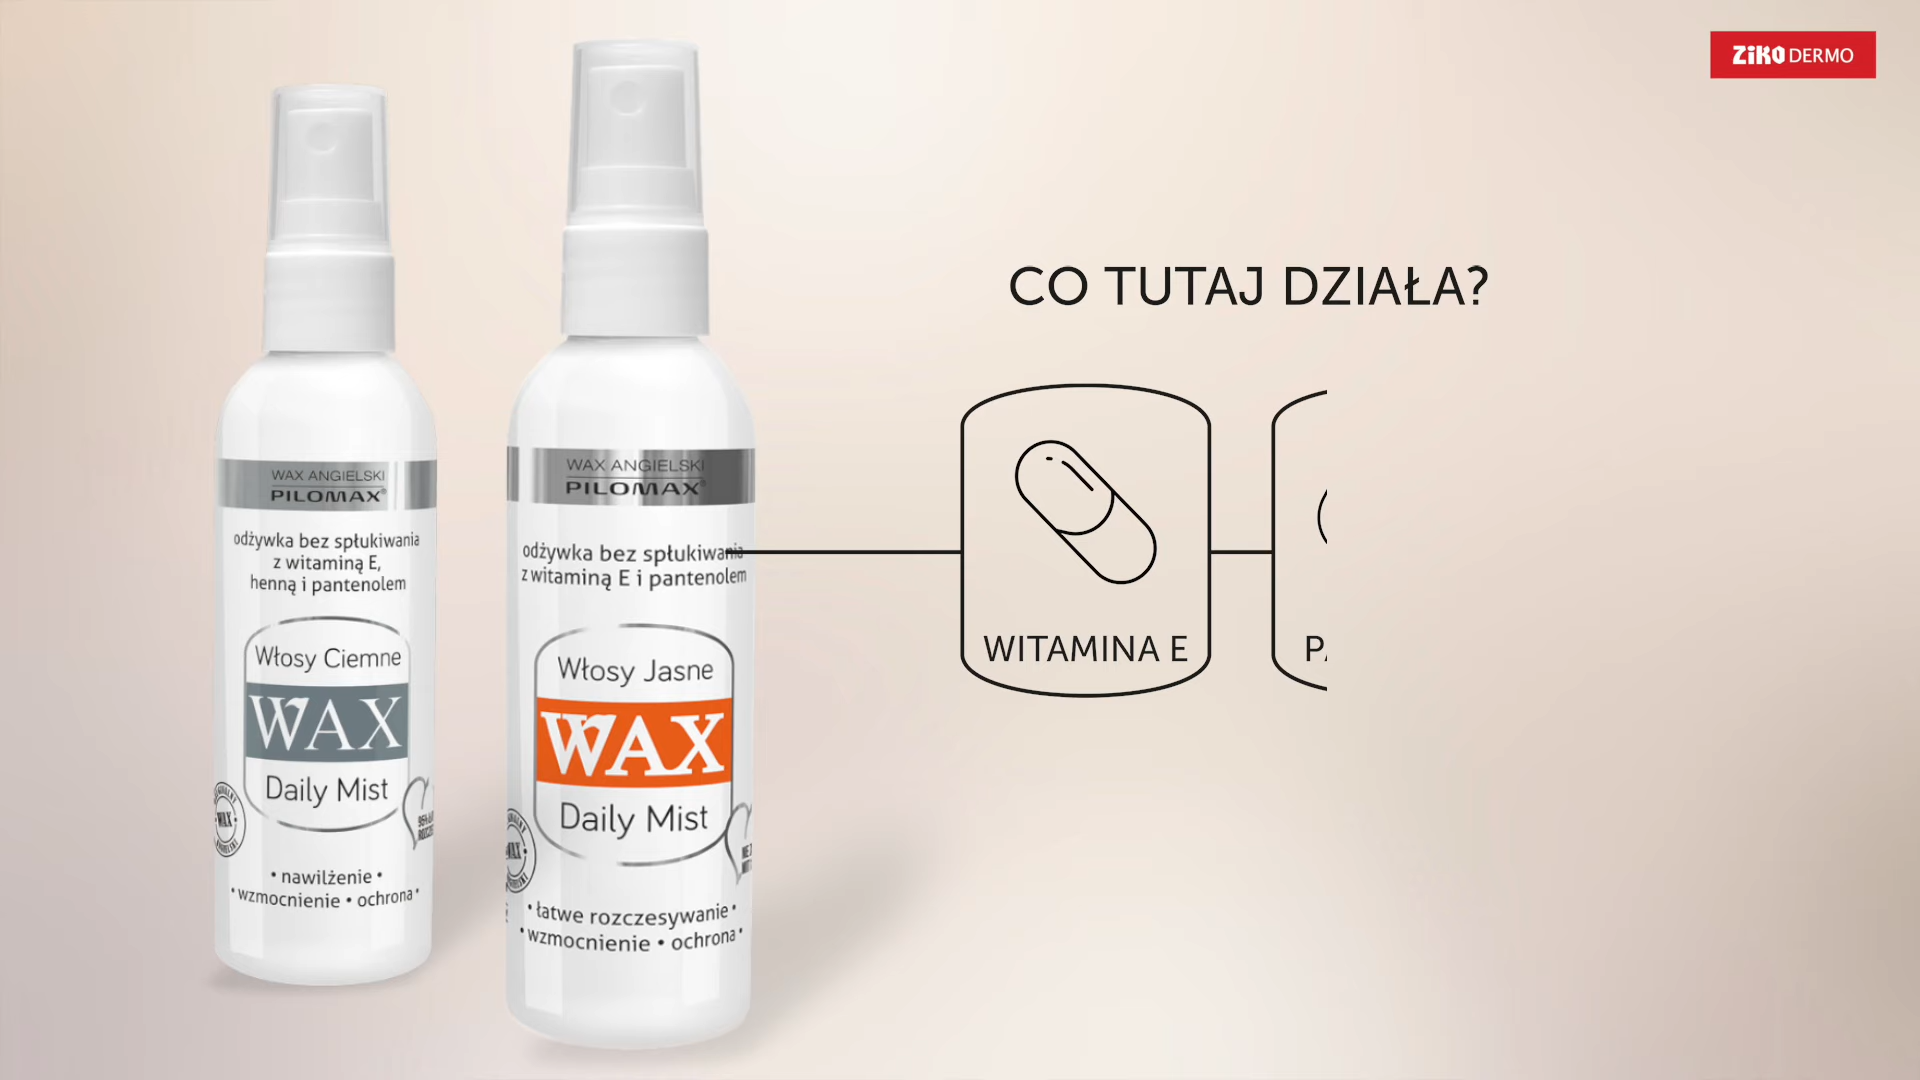 ZIKO DERMO
CO TUTAJ DZIAŁA?
WITAMINA E
WAX ANGIELSKI
PILOMAX®
odżywka bez spłukiwania
z witaminą E,
henną i pantenolem
Włosy Ciemne
WAX
Daily Mist
• nawilżenie •
• wzmocnienie • ochrona •
WAX ANGIELSKI
PILOMAX®
odżywka bez spłukiwania
z witaminą E i pantenolem
Włosy Jasne
WAX
Daily Mist
• łatwe rozczesywanie •
• wzmocnienie • ochrona •